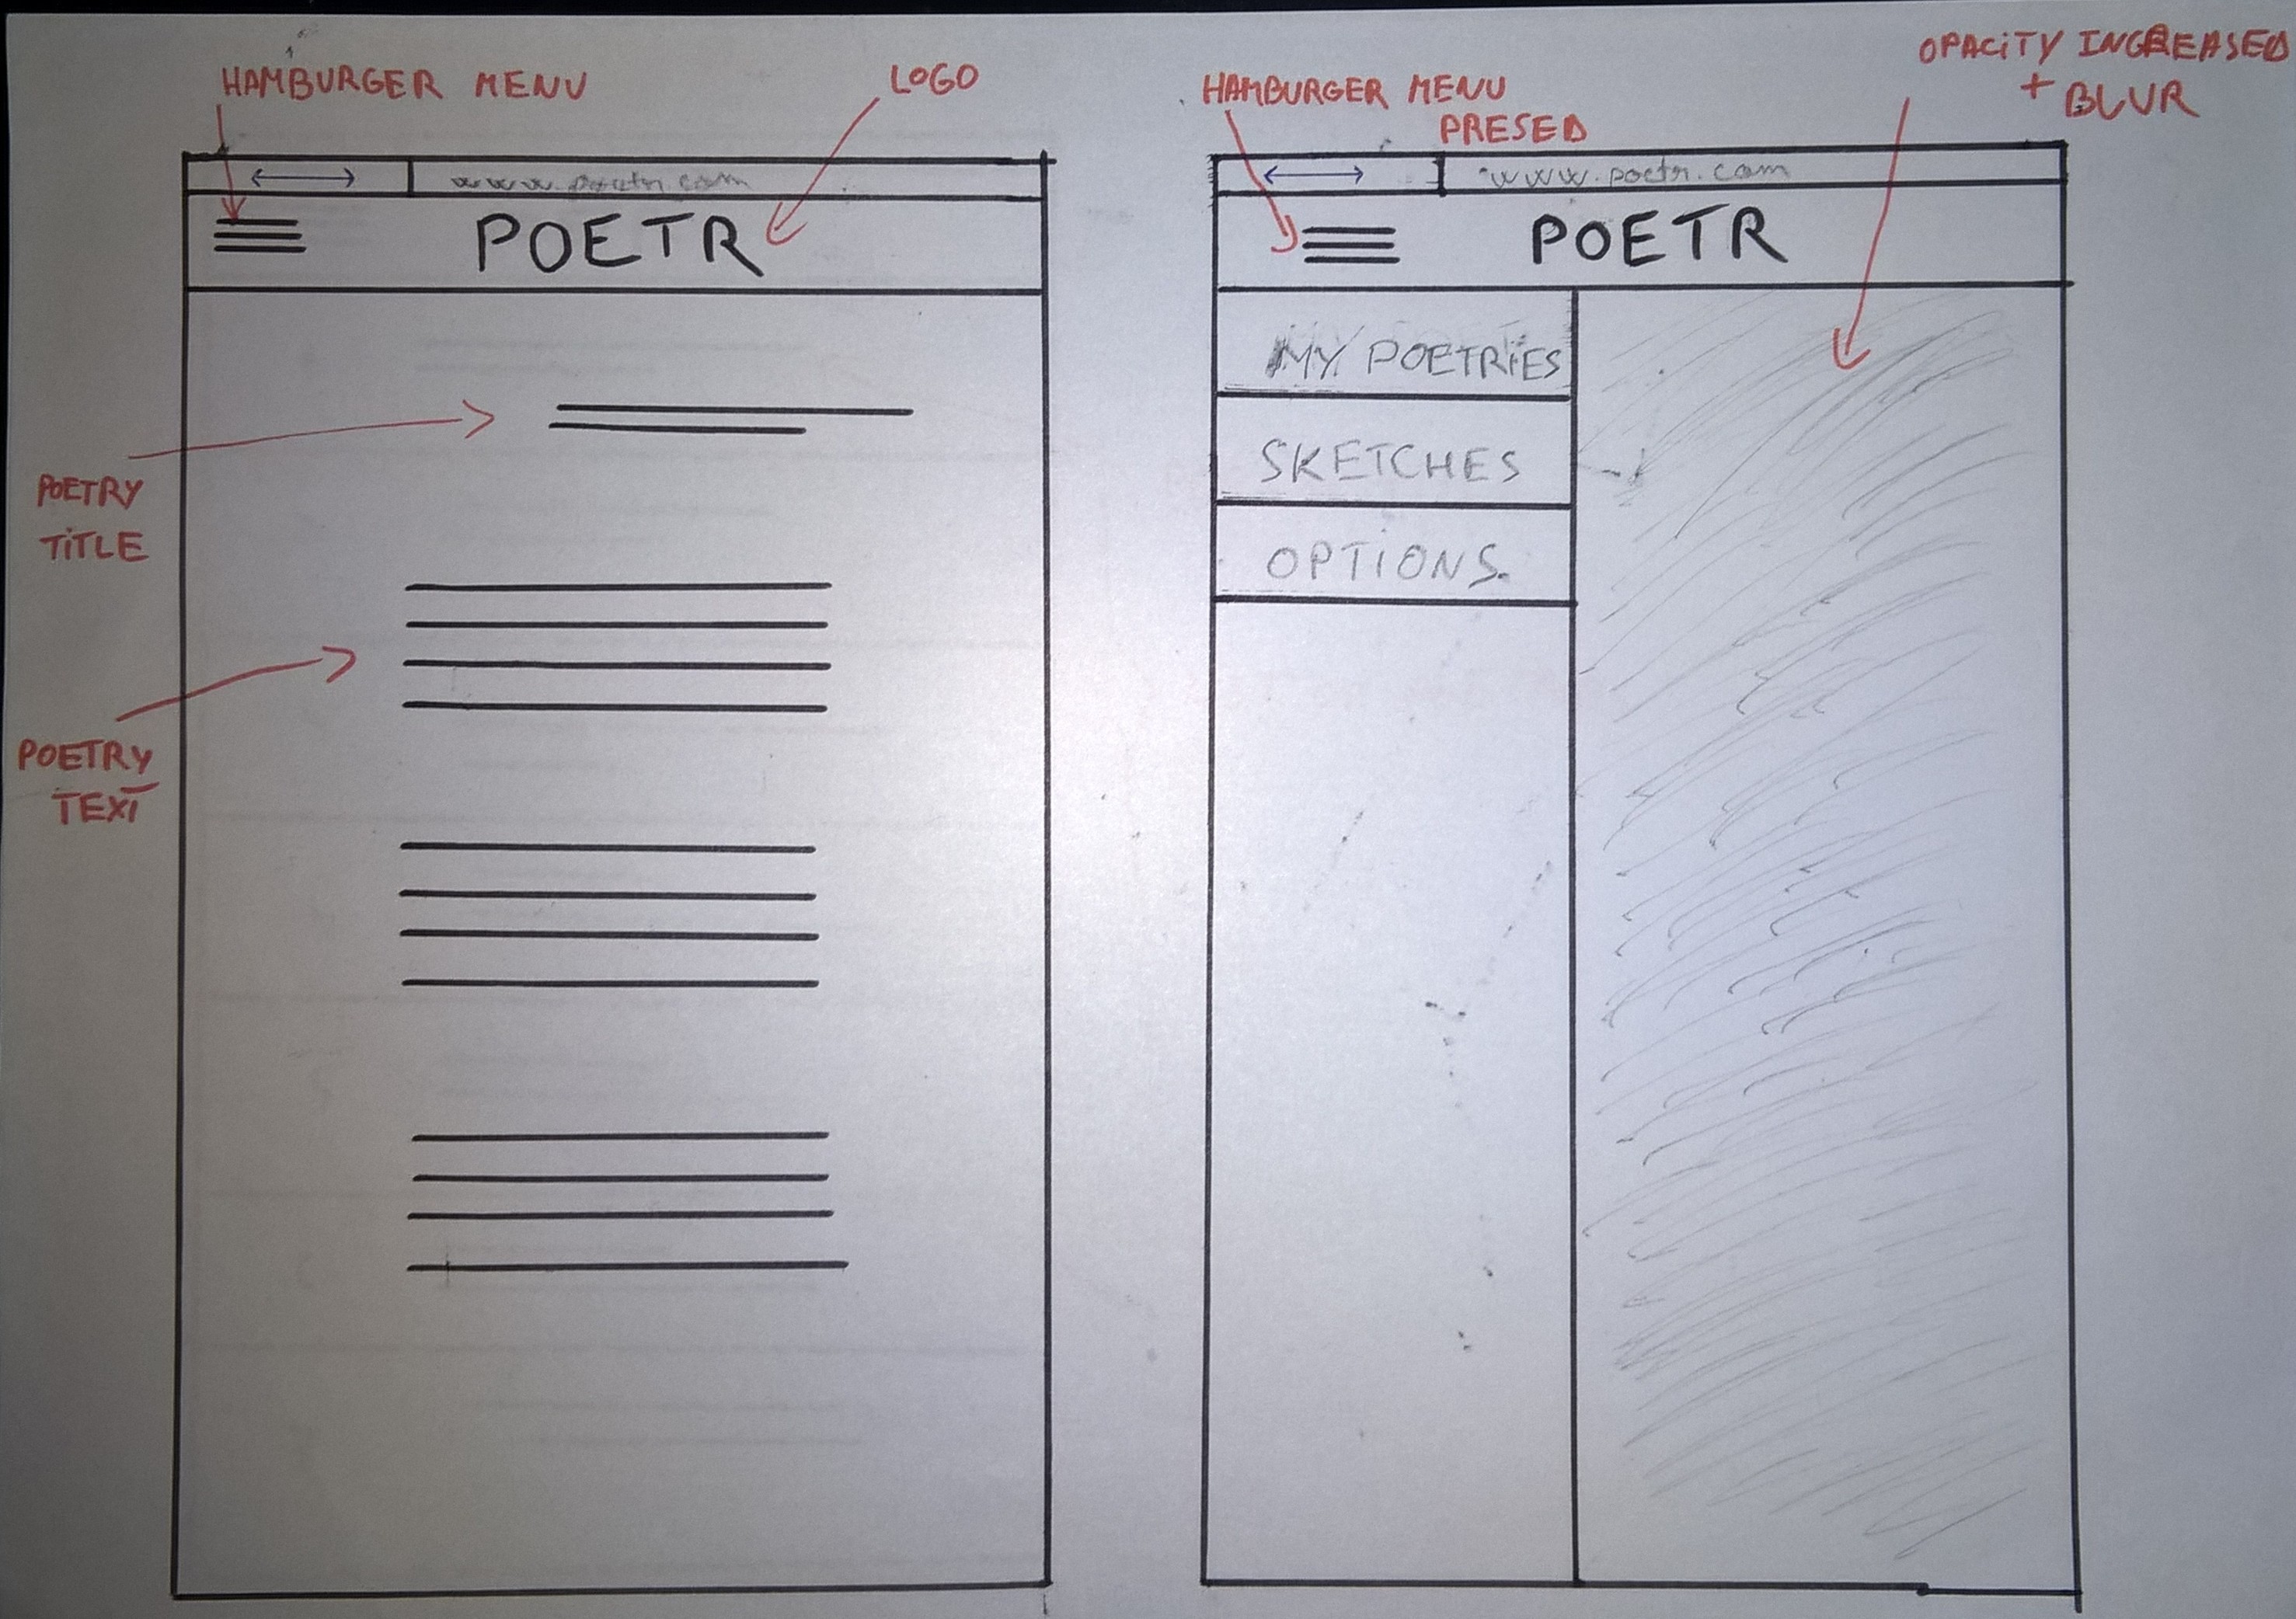 HAMBURGER MENU
LOGO
www.poetr.com
POETR
POETRY
TITLE
POETRY
TEXT
HAMBURGER MENU
PRESED
OPACITY INCREASED
+ BLUR
www.poetr.com
POETR
MY POETRIES
SKETCHES
OPTIONS